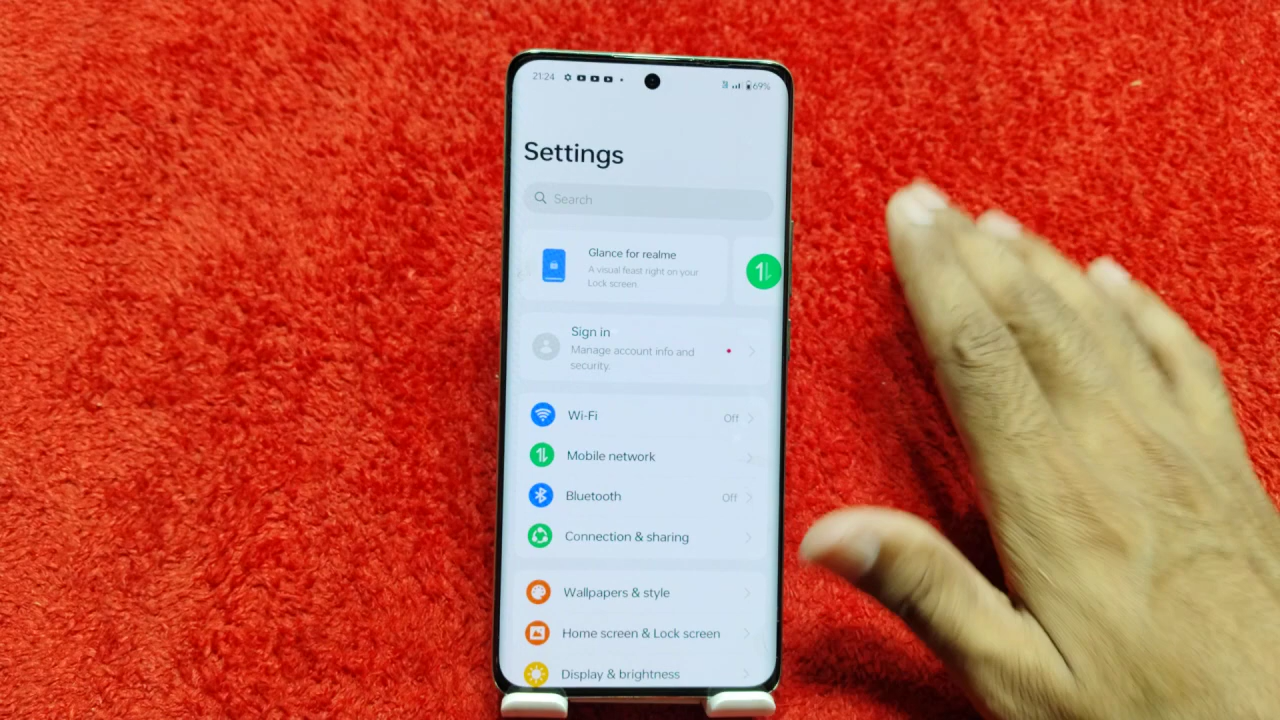 21:24
69%
Settings
Search
Glance for realme
A visual feast right on your
Lock screen.
Sign in
Manage account info and
security.
Wi-Fi
Off
Mobile network
Bluetooth
Off
Connection & sharing
Wallpapers & style
Home screen & Lock screen
Display & brightness